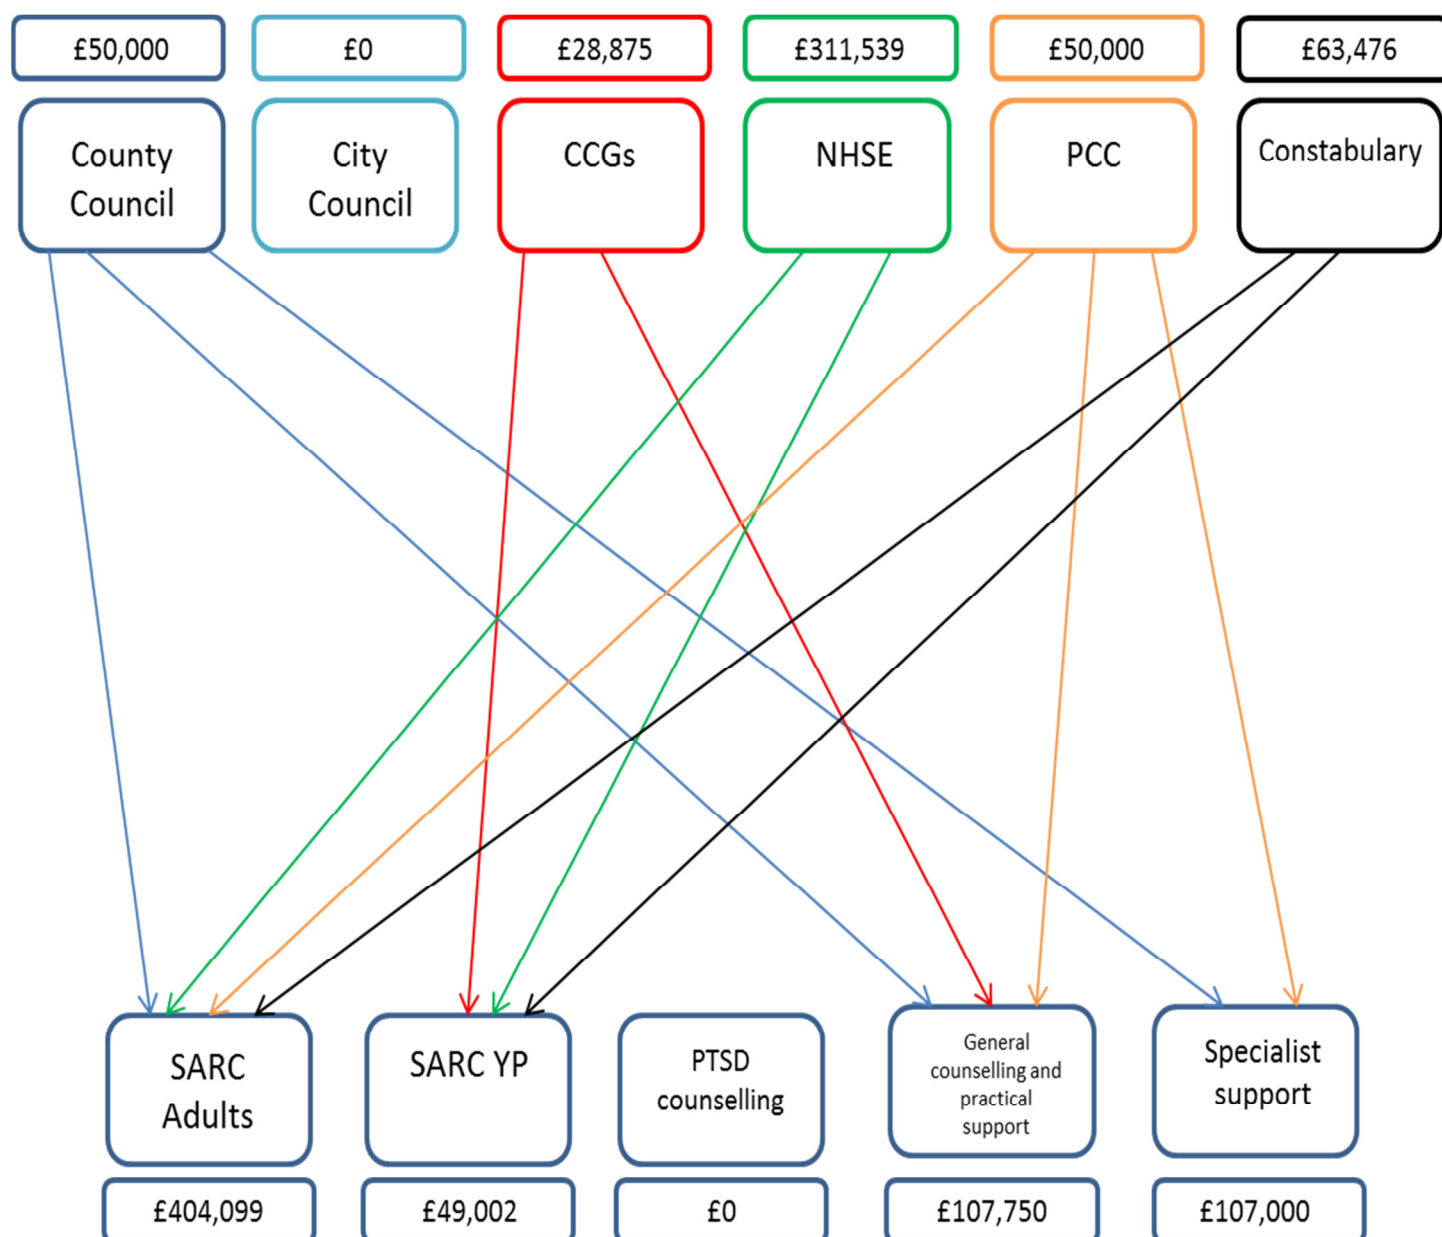 £50,000
£0
£28,875
£311,539
£50,000
£63,476
County
Council
City
Council
CCGs
NHSE
PCC
Constabulary
SARC
Adults
SARC YP
PTSD
counselling
General
counselling and
practical
support
Specialist
support
£404,099
£49,002
£0
£107,750
£107,000